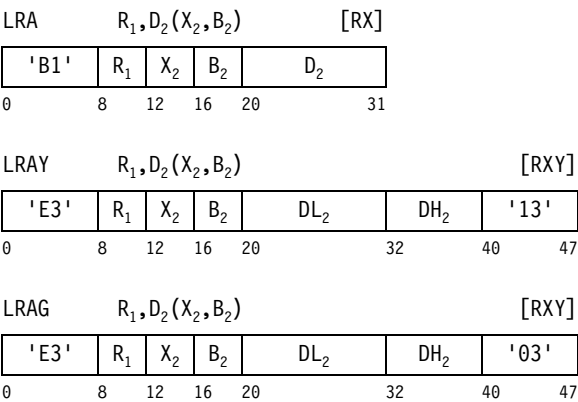 LRA R₁,D₂(X₂,B₂) [RX]
'B1' R₁ X₂ B₂ D₂
0 8 12 16 20 31
LRAY R₁,D₂(X₂,B₂) [RXY]
'E3' R₁ X₂ B₂ DL₂ DH₂ '13'
0 8 12 16 20 32 40 47
LRAG R₁,D₂(X₂,B₂) [RXY]
'E3' R₁ X₂ B₂ DL₂ DH₂ '03'
0 8 12 16 20 32 40 47